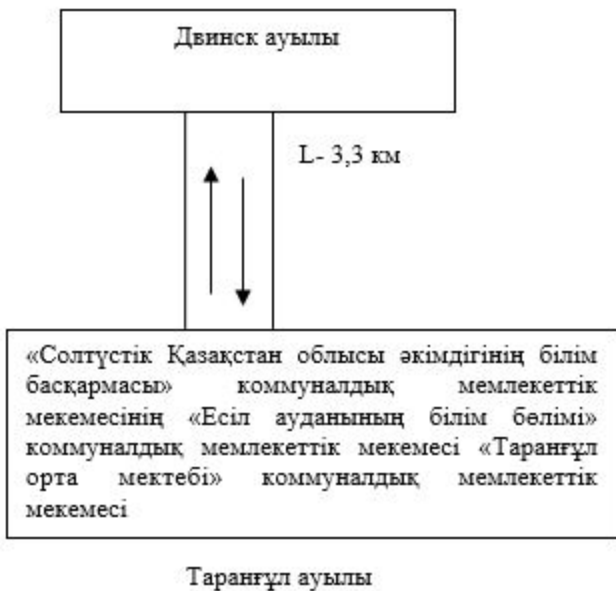 Двинск ауылы
L- 3,3 км
«Солтүстік Қазақстан облысы әкімдігінің білім
басқармасы» коммуналдық мемлекеттік
мекемесінің «Есіл ауданының білім бөлімі»
коммуналдық мемлекеттік мекемесі «Таранғұл
орта мектебі» коммуналдық мемлекеттік
мекемесі
Таранғұл ауылы